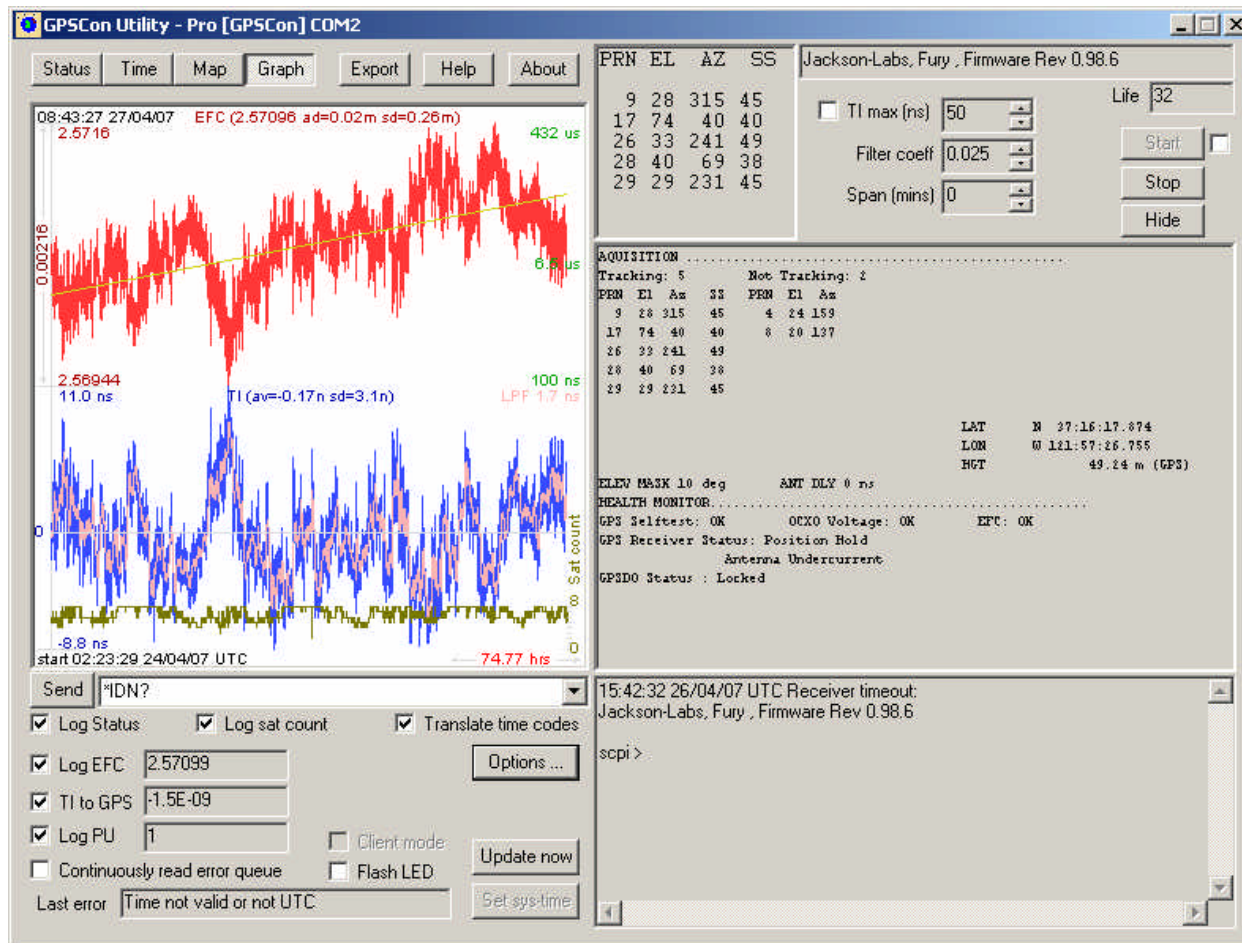 GPSCon Utility - Pro [GPSCon] COM2
Status Time Map Graph Export Help About
08:43:27 27/04/07 EFC (2.57096 ad=0.02m sd=0.26m)
2.5716 432 us
0.00216
6.5 us
2.56944 100 ns
11.0 ns TI (av=-0.17n sd=3.1n) LPF 1.7 ns
0
0 Sat count 8
-8.8 ns
start 02:23:29 24/04/07 UTC 74.77 hrs
PRN EL AZ SS
9 28 315 45
17 74 40 40
26 33 241 49
28 40 69 38
29 29 231 45
Jackson-Labs, Fury , Firmware Rev 0.98.6
Life 32
TI max (ns) 50
Filter coeff 0.025
Span (mins) 0
Start
Stop
Hide
AQUISITION ................................................
Tracking: 5 Not Tracking: 2
PRN El Az SS PRN El Az
9 28 315 45 4 24 159
17 74 40 40 8 20 137
26 33 241 49
28 40 69 38
29 29 231 45
LAT N 37:16:17.874
LON W 121:57:26.755
HGT 49.24 m (GPS)
ELEV MASK 10 deg ANT DLY 0 ns
HEALTH MONITOR................................................
GPS Selftest: OK OCXO Voltage: OK EFC: OK
GPS Receiver Status: Position Hold
Antenna Undercurrent
GPSDO Status : Locked
Send *IDN?
Log Status Log sat count Translate time codes
Log EFC 2.57099 Options ...
TI to GPS -1.5E-09
Log PU 1 Client mode
Update now
Continuously read error queue Flash LED
Last error Time not valid or not UTC Set sys-time
15:42:32 26/04/07 UTC Receiver timeout:
Jackson-Labs, Fury , Firmware Rev 0.98.6
scpi >